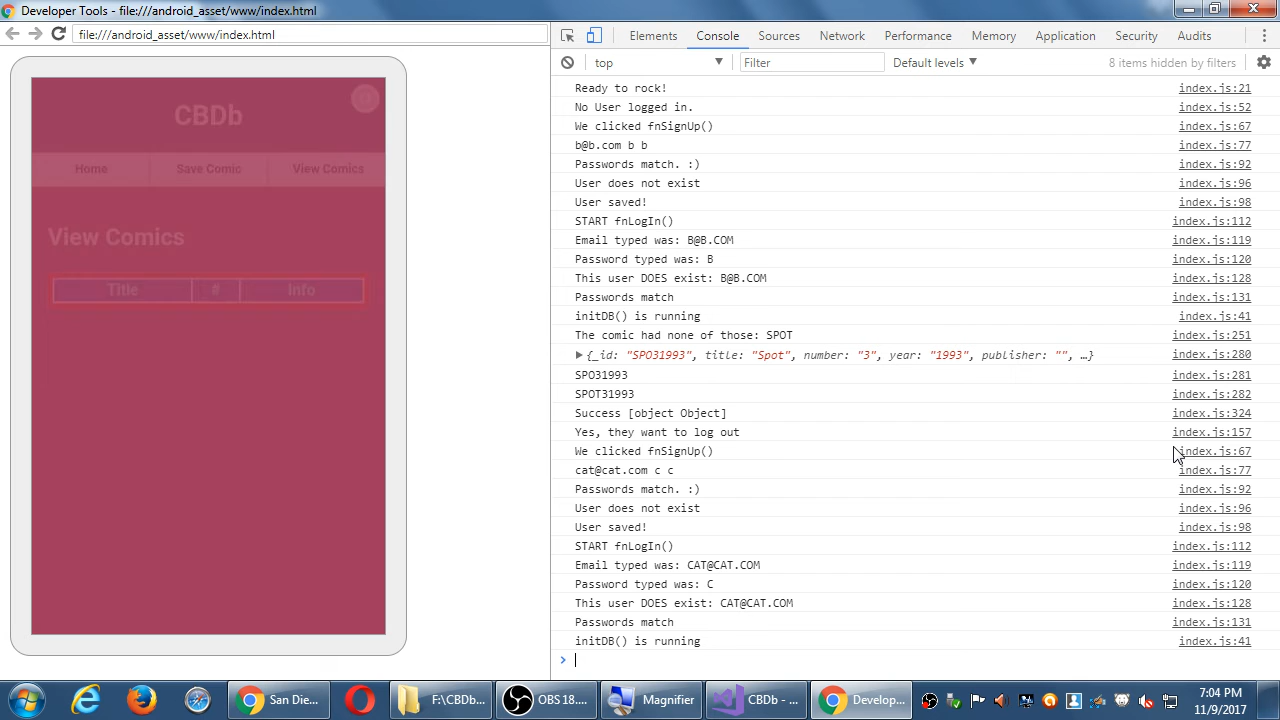 Developer Tools - file:///android_asset/www/index.html
file:///android_asset/www/index.html
CBDb
Home Save Comic View Comics
View Comics
Title # Info
Elements Console Sources Network Performance Memory Application Security Audits
top Filter Default levels 8 items hidden by filters
Ready to rock! index.js:21
No User logged in. index.js:52
We clicked fnSignUp() index.js:67
b@b.com b b index.js:77
Passwords match. :) index.js:92
User does not exist index.js:96
User saved! index.js:98
START fnLogIn() index.js:112
Email typed was: B@B.COM index.js:119
Password typed was: B index.js:120
This user DOES exist: B@B.COM index.js:128
Passwords match index.js:131
initDB() is running index.js:41
The comic had none of those: SPOT index.js:251
{_id: "SPO31993", title: "Spot", number: "3", year: "1993", publisher: "", …} index.js:280
SPO31993 index.js:281
SPOT31993 index.js:282
Success [object Object] index.js:324
Yes, they want to log out index.js:157
We clicked fnSignUp() index.js:67
cat@cat.com c c index.js:77
Passwords match. :) index.js:92
User does not exist index.js:96
User saved! index.js:98
START fnLogIn() index.js:112
Email typed was: CAT@CAT.COM index.js:119
Password typed was: C index.js:120
This user DOES exist: CAT@CAT.COM index.js:128
Passwords match index.js:131
initDB() is running index.js:41
San Die... F:\CBDb... OBS 18.... Magnifier CBDb - ... Develop...
7:04 PM
11/9/2017